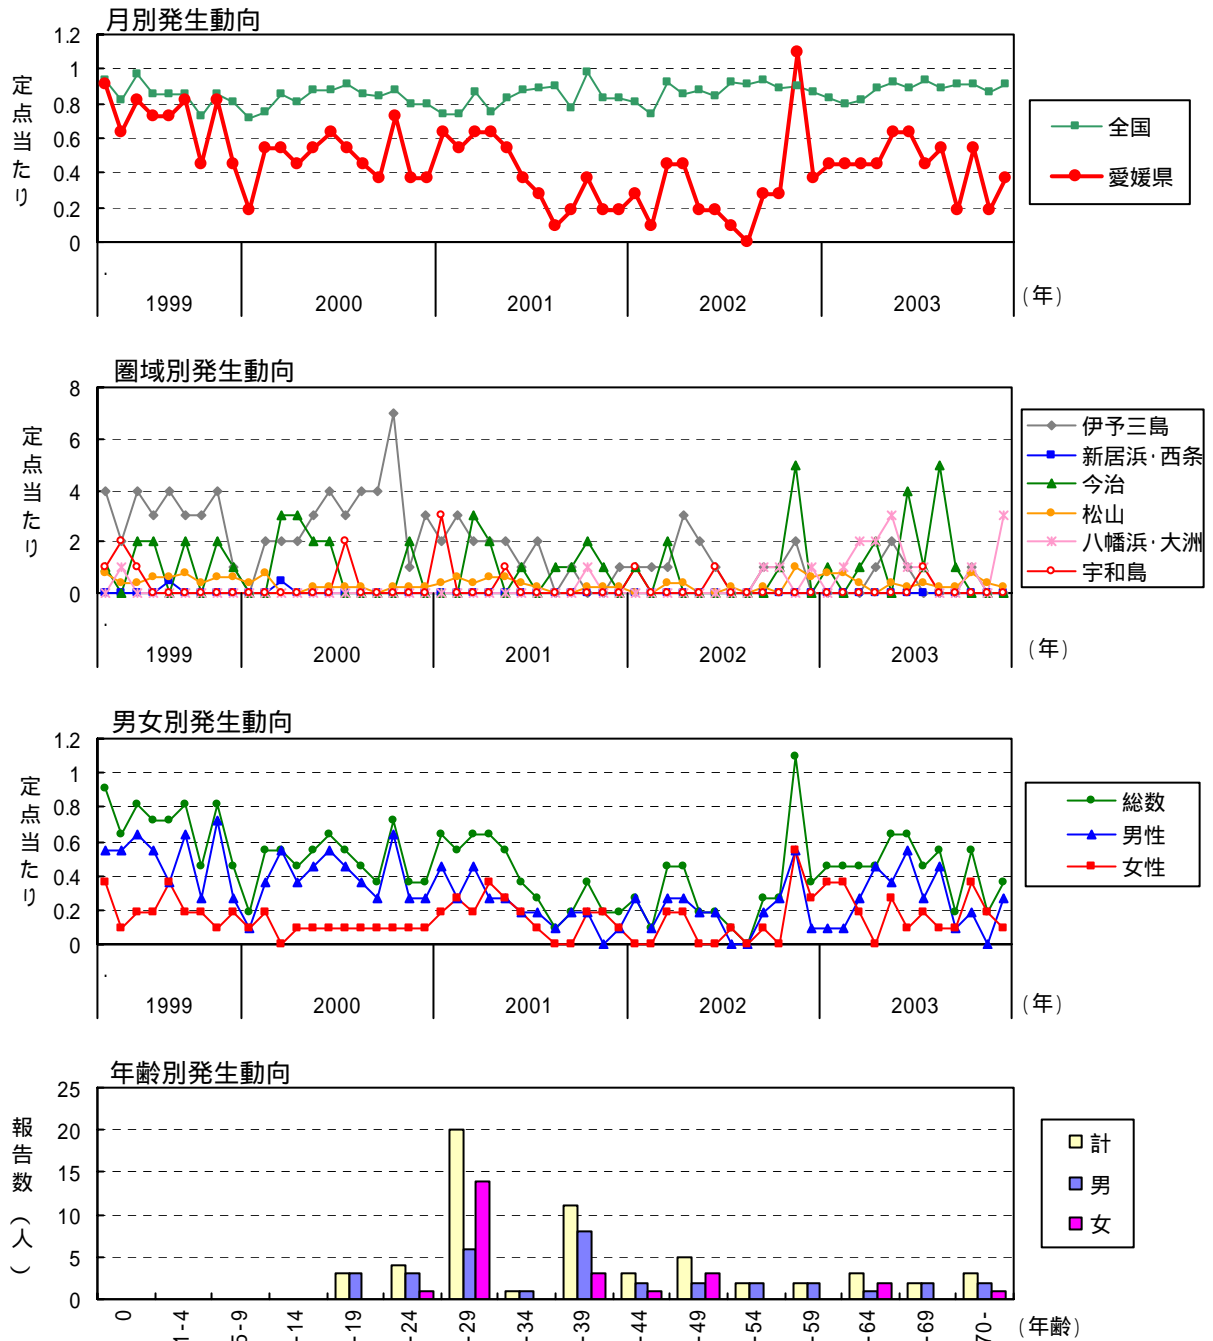 月別発生動向
定点当たり
1.2
1
0.8
0.6
0.4
0.2
0
1999
2000
2001
2002
2003
(年)
全国
愛媛県
圏域別発生動向
定点当たり
8
6
4
2
0
1999
2000
2001
2002
2003
(年)
伊予三島
新居浜・西条
今治
松山
八幡浜・大洲
宇和島
男女別発生動向
定点当たり
1.2
1
0.8
0.6
0.4
0.2
0
1999
2000
2001
2002
2003
(年)
総数
男性
女性
年齢別発生動向
報告数(人)
25
20
15
10
5
0
0
1-4
5-9
-14
-19
-24
-29
-34
-39
-44
-49
-54
-59
-64
-69
70-
(年齢)
計
男
女